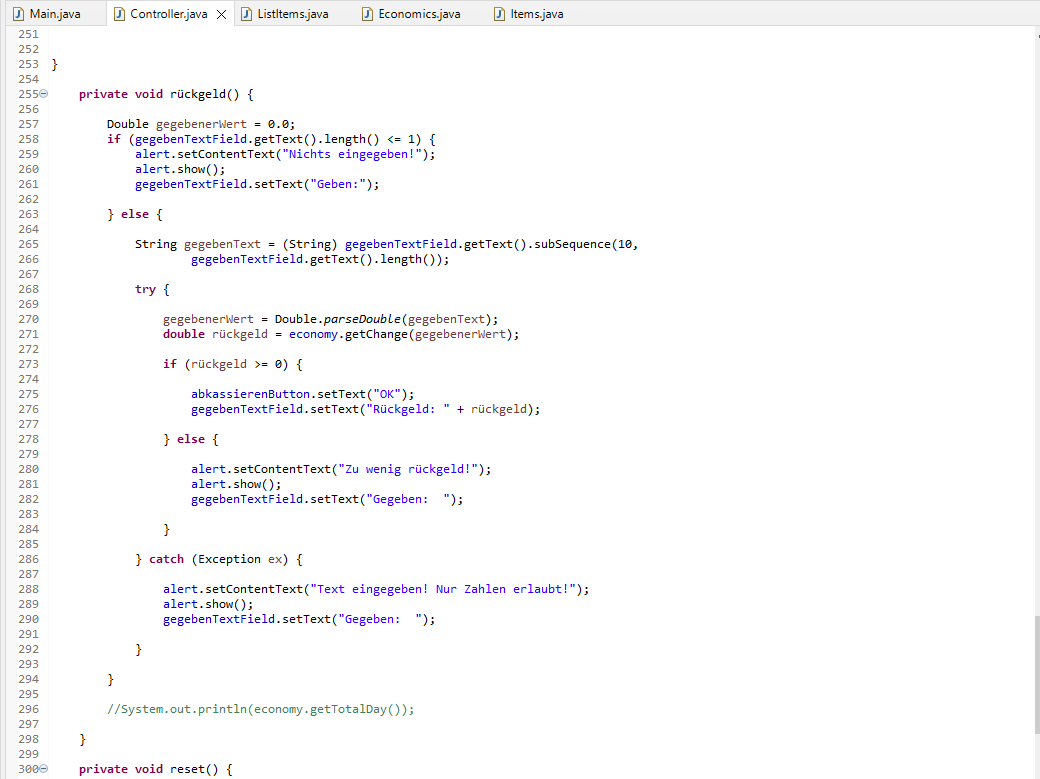 Main.java Controller.java ListItems.java Economics.java Items.java
251
252
253 }
254
255 private void rückgeld() {
256
257 Double gegebenerWert = 0.0;
258 if (gegebenTextField.getText().length() <= 1) {
259 alert.setContentText("Nichts eingegeben!");
260 alert.show();
261 gegebenTextField.setText("Geben:");
262
263 } else {
264
265 String gegebenText = (String) gegebenTextField.getText().subSequence(10,
266 gegebenTextField.getText().length());
267
268 try {
269
270 gegebenerWert = Double.parseDouble(gegebenText);
271 double rückgeld = economy.getChange(gegebenerWert);
272
273 if (rückgeld >= 0) {
274
275 abkassierenButton.setText("OK");
276 gegebenTextField.setText("Rückgeld: " + rückgeld);
277
278 } else {
279
280 alert.setContentText("Zu wenig rückgeld!");
281 alert.show();
282 gegebenTextField.setText("Gegeben:  ");
283
284 }
285
286 } catch (Exception ex) {
287
288 alert.setContentText("Text eingegeben! Nur Zahlen erlaubt!");
289 alert.show();
290 gegebenTextField.setText("Gegeben:  ");
291
292 }
293
294 }
295
296 //System.out.println(economy.getTotalDay());
297
298 }
299
300 private void reset() {